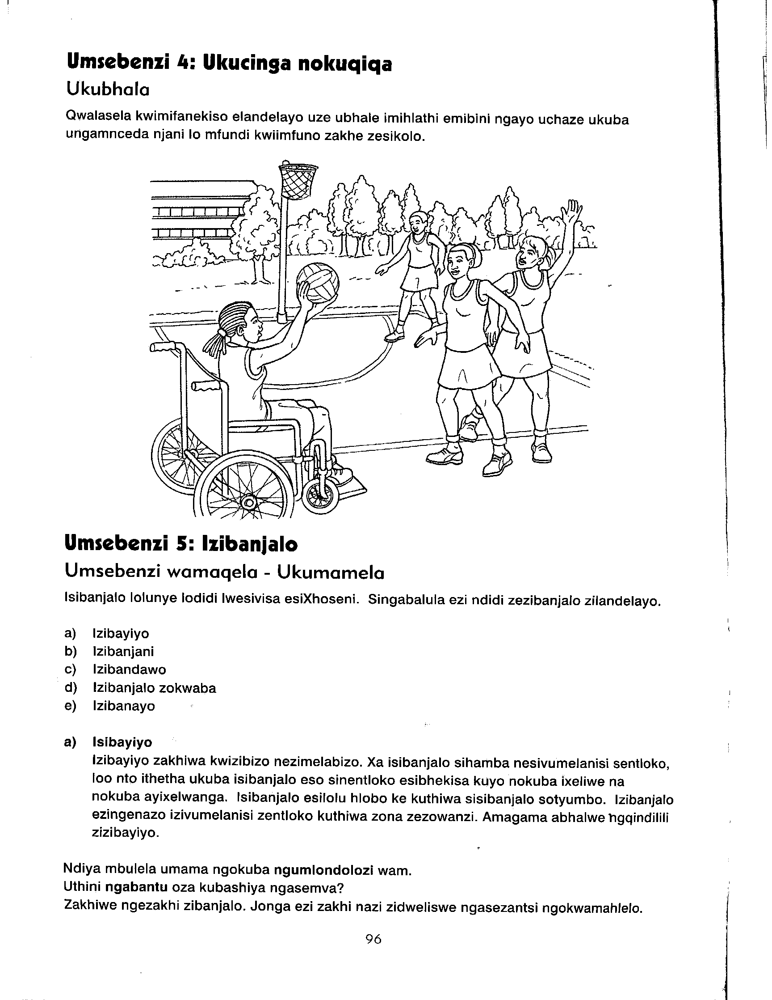 Umsebenzi 4: Ukucinga nokuqiqa
Ukubhala
Qwalasela kwimifanekiso elandelayo uze ubhale imihlathi emibini ngayo uchaze ukuba
ungamnceda njani lo mfundi kwiimfuno zakhe zesikolo.
Umsebenzi 5: Izibanjalo
Umsebenzi wamaqela - Ukumamela
Isibanjalo lolunye lodidi lwesivisa esiXhoseni. Singabalula ezi ndidi zezibanjalo zilandelayo.
a) Izibayiyo
b) Izibanjani
c) Izibandawo
d) Izibanjalo zokwaba
e) Izibanayo
a) Isibayiyo
Izibayiyo zakhiwa kwizibizo nezimelabizo. Xa isibanjalo sihamba nesivumelanisi sentloko,
loo nto ithetha ukuba isibanjalo eso sinentloko esibhekisa kuyo nokuba ixeliwe na
nokuba ayixelwanga. Isibanjalo esilolu hlobo ke kuthiwa sisibanjalo sotyumbo. Izibanjalo
ezingenazo izivumelanisi zentloko kuthiwa zona zezowanzi. Amagama abhalwe ngqindilili
zizibayiyo.
Ndiya mbulela umama ngokuba ngumlondolozi wam.
Uthini ngabantu oza kubashiya ngasemva?
Zakhiwe ngezakhi zibanjalo. Jonga ezi zakhi nazi zidweliswe ngasezantsi ngokwamahlelo.
96